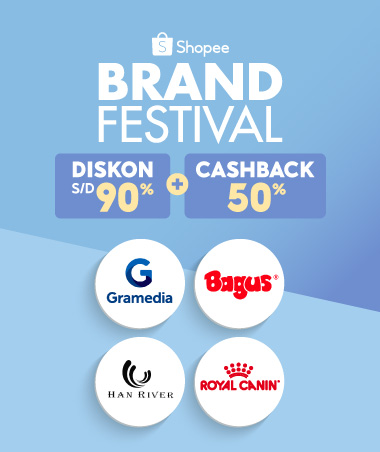 Shopee
BRAND
FESTIVAL
DISKON
S/D 90%
+
CASHBACK
50%
G
Gramedia
Bagus®
HAN RIVER
ROYAL CANIN®